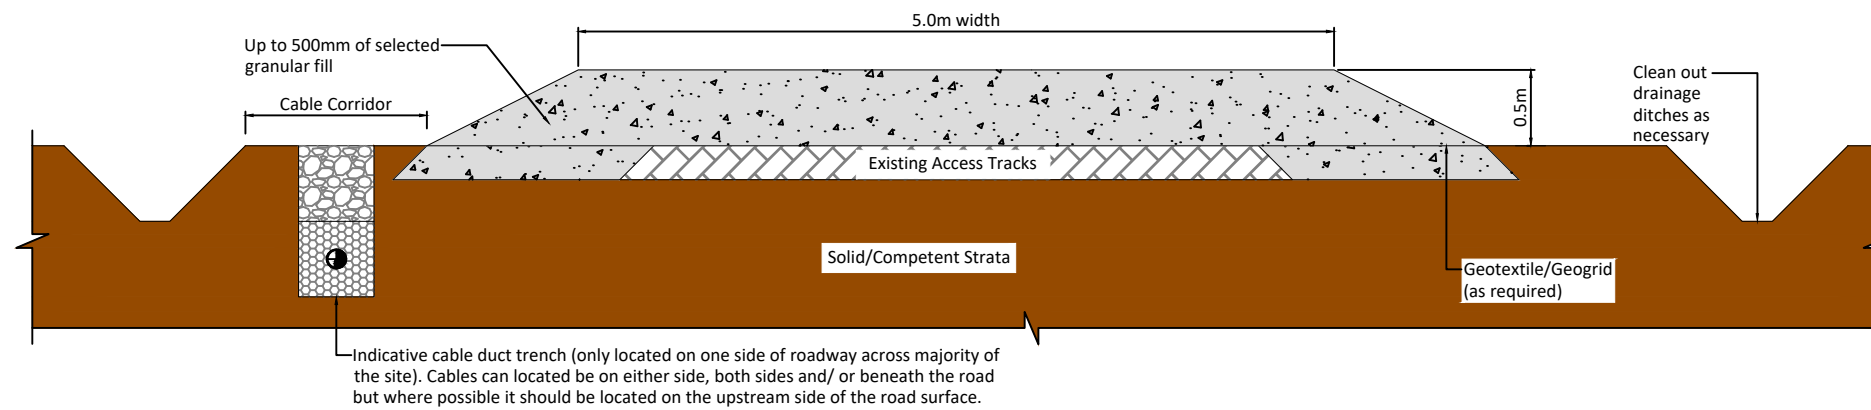 5.0m width
Up to 500mm of selected
granular fill
Cable Corridor
Clean out
drainage
ditches as
necessary
0.5m
Existing Access Tracks
Solid/Competent Strata
Geotextile/Geogrid
(as required)
Indicative cable duct trench (only located on one side of roadway across majority of
the site). Cables can located be on either side, both sides and/ or beneath the road
but where possible it should be located on the upstream side of the road surface.